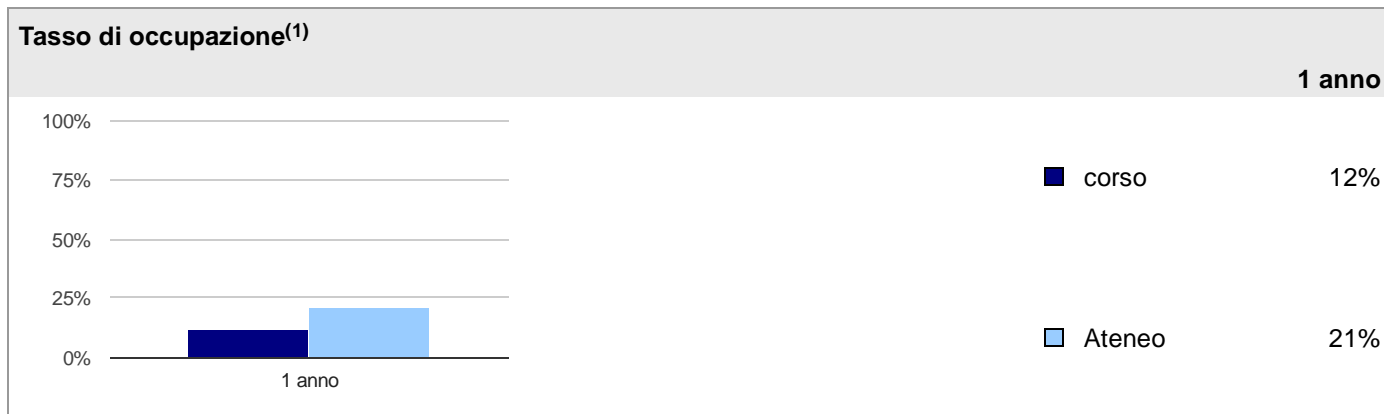 Tasso di occupazione(1)
1 anno
100%
75%
50%
25%
0%
1 anno
corso 12%
Ateneo 21%